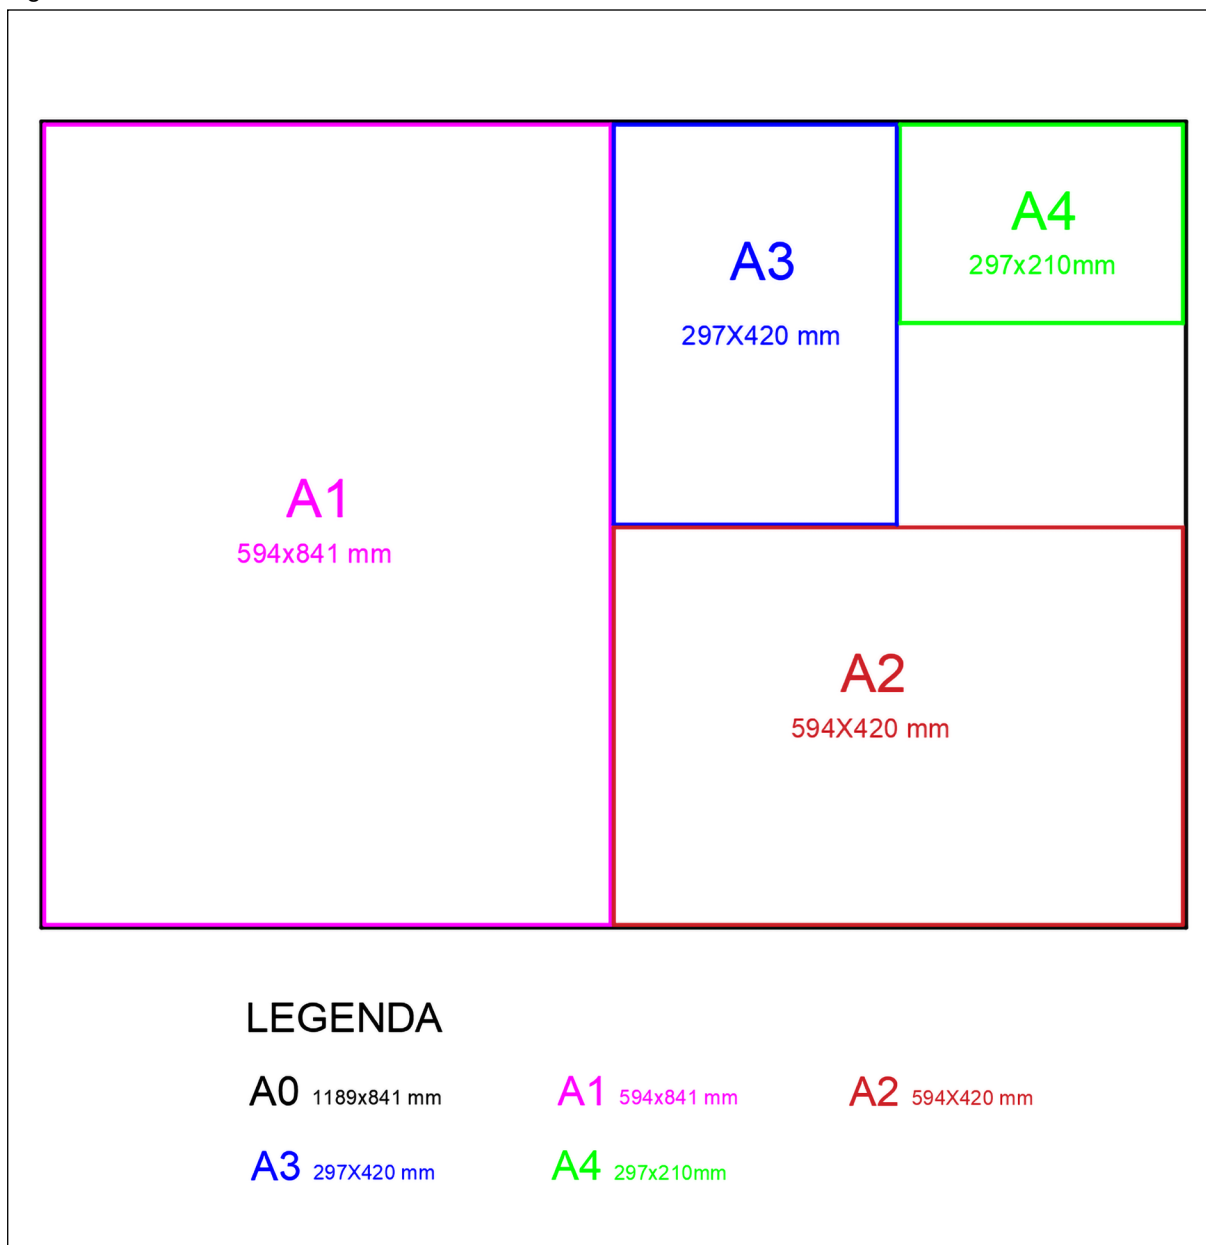 A4
297x210mm
A3
297X420 mm
A1
594x841 mm
A2
594X420 mm
LEGENDA
A0 1189x841 mm
A1 594x841 mm
A2 594X420 mm
A3 297X420 mm
A4 297x210mm